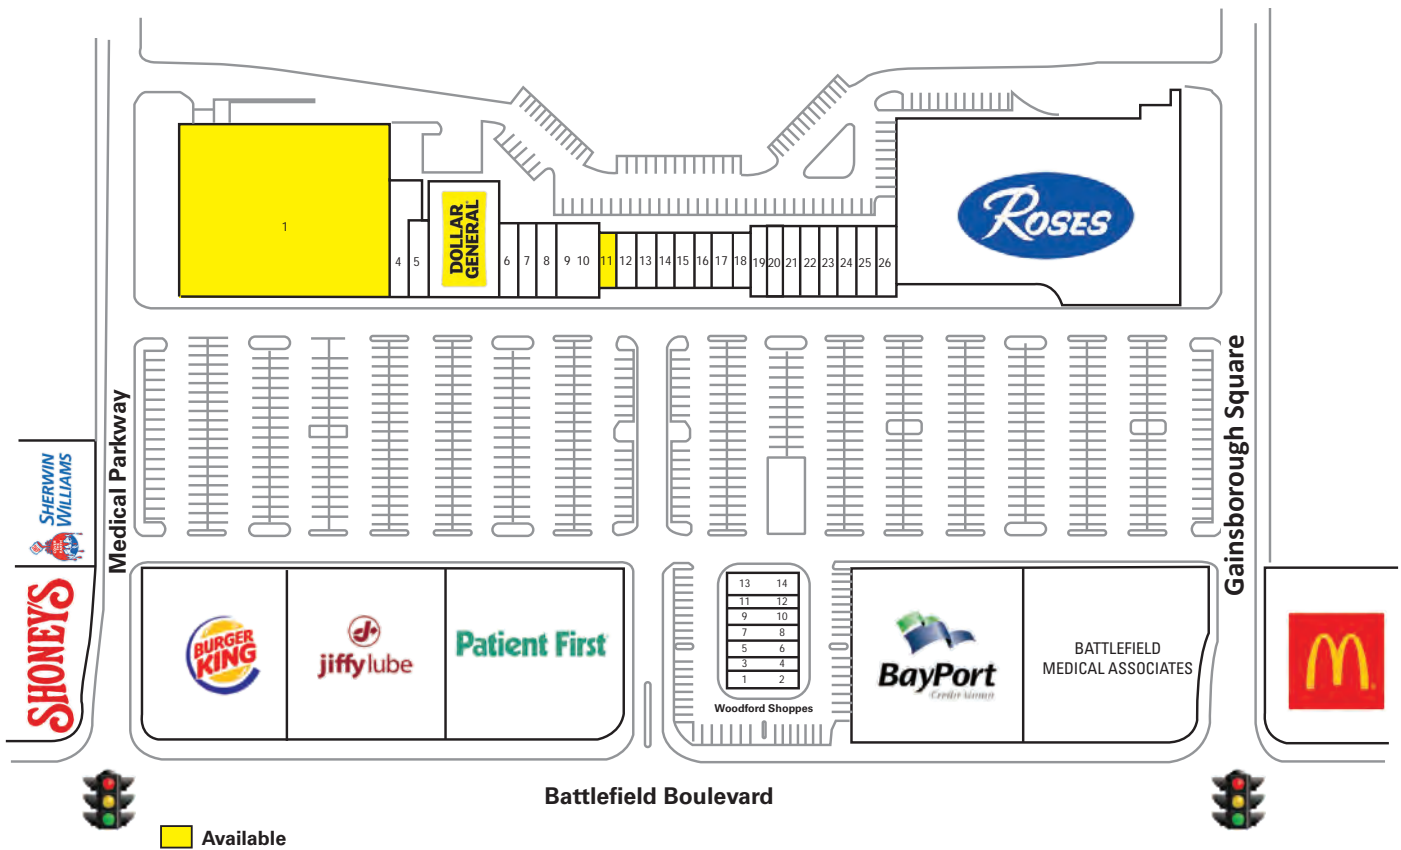 ROSES
1
DOLLAR
GENERAL
4 5 6 7 8 9 10 11 12 13 14 15 16 17 18 19 20 21 22 23 24 25 26
Medical Parkway
Gainsborough Square
SHERWIN
WILLIAMS
SHONEY'S
BURGER
KING
jiffy lube
Patient First
13 14
11 12
9 10
7 8
5 6
3 4
1 2
Woodford Shoppes
BayPort
Credit Union
BATTLEFIELD
MEDICAL ASSOCIATES
Battlefield Boulevard
Available